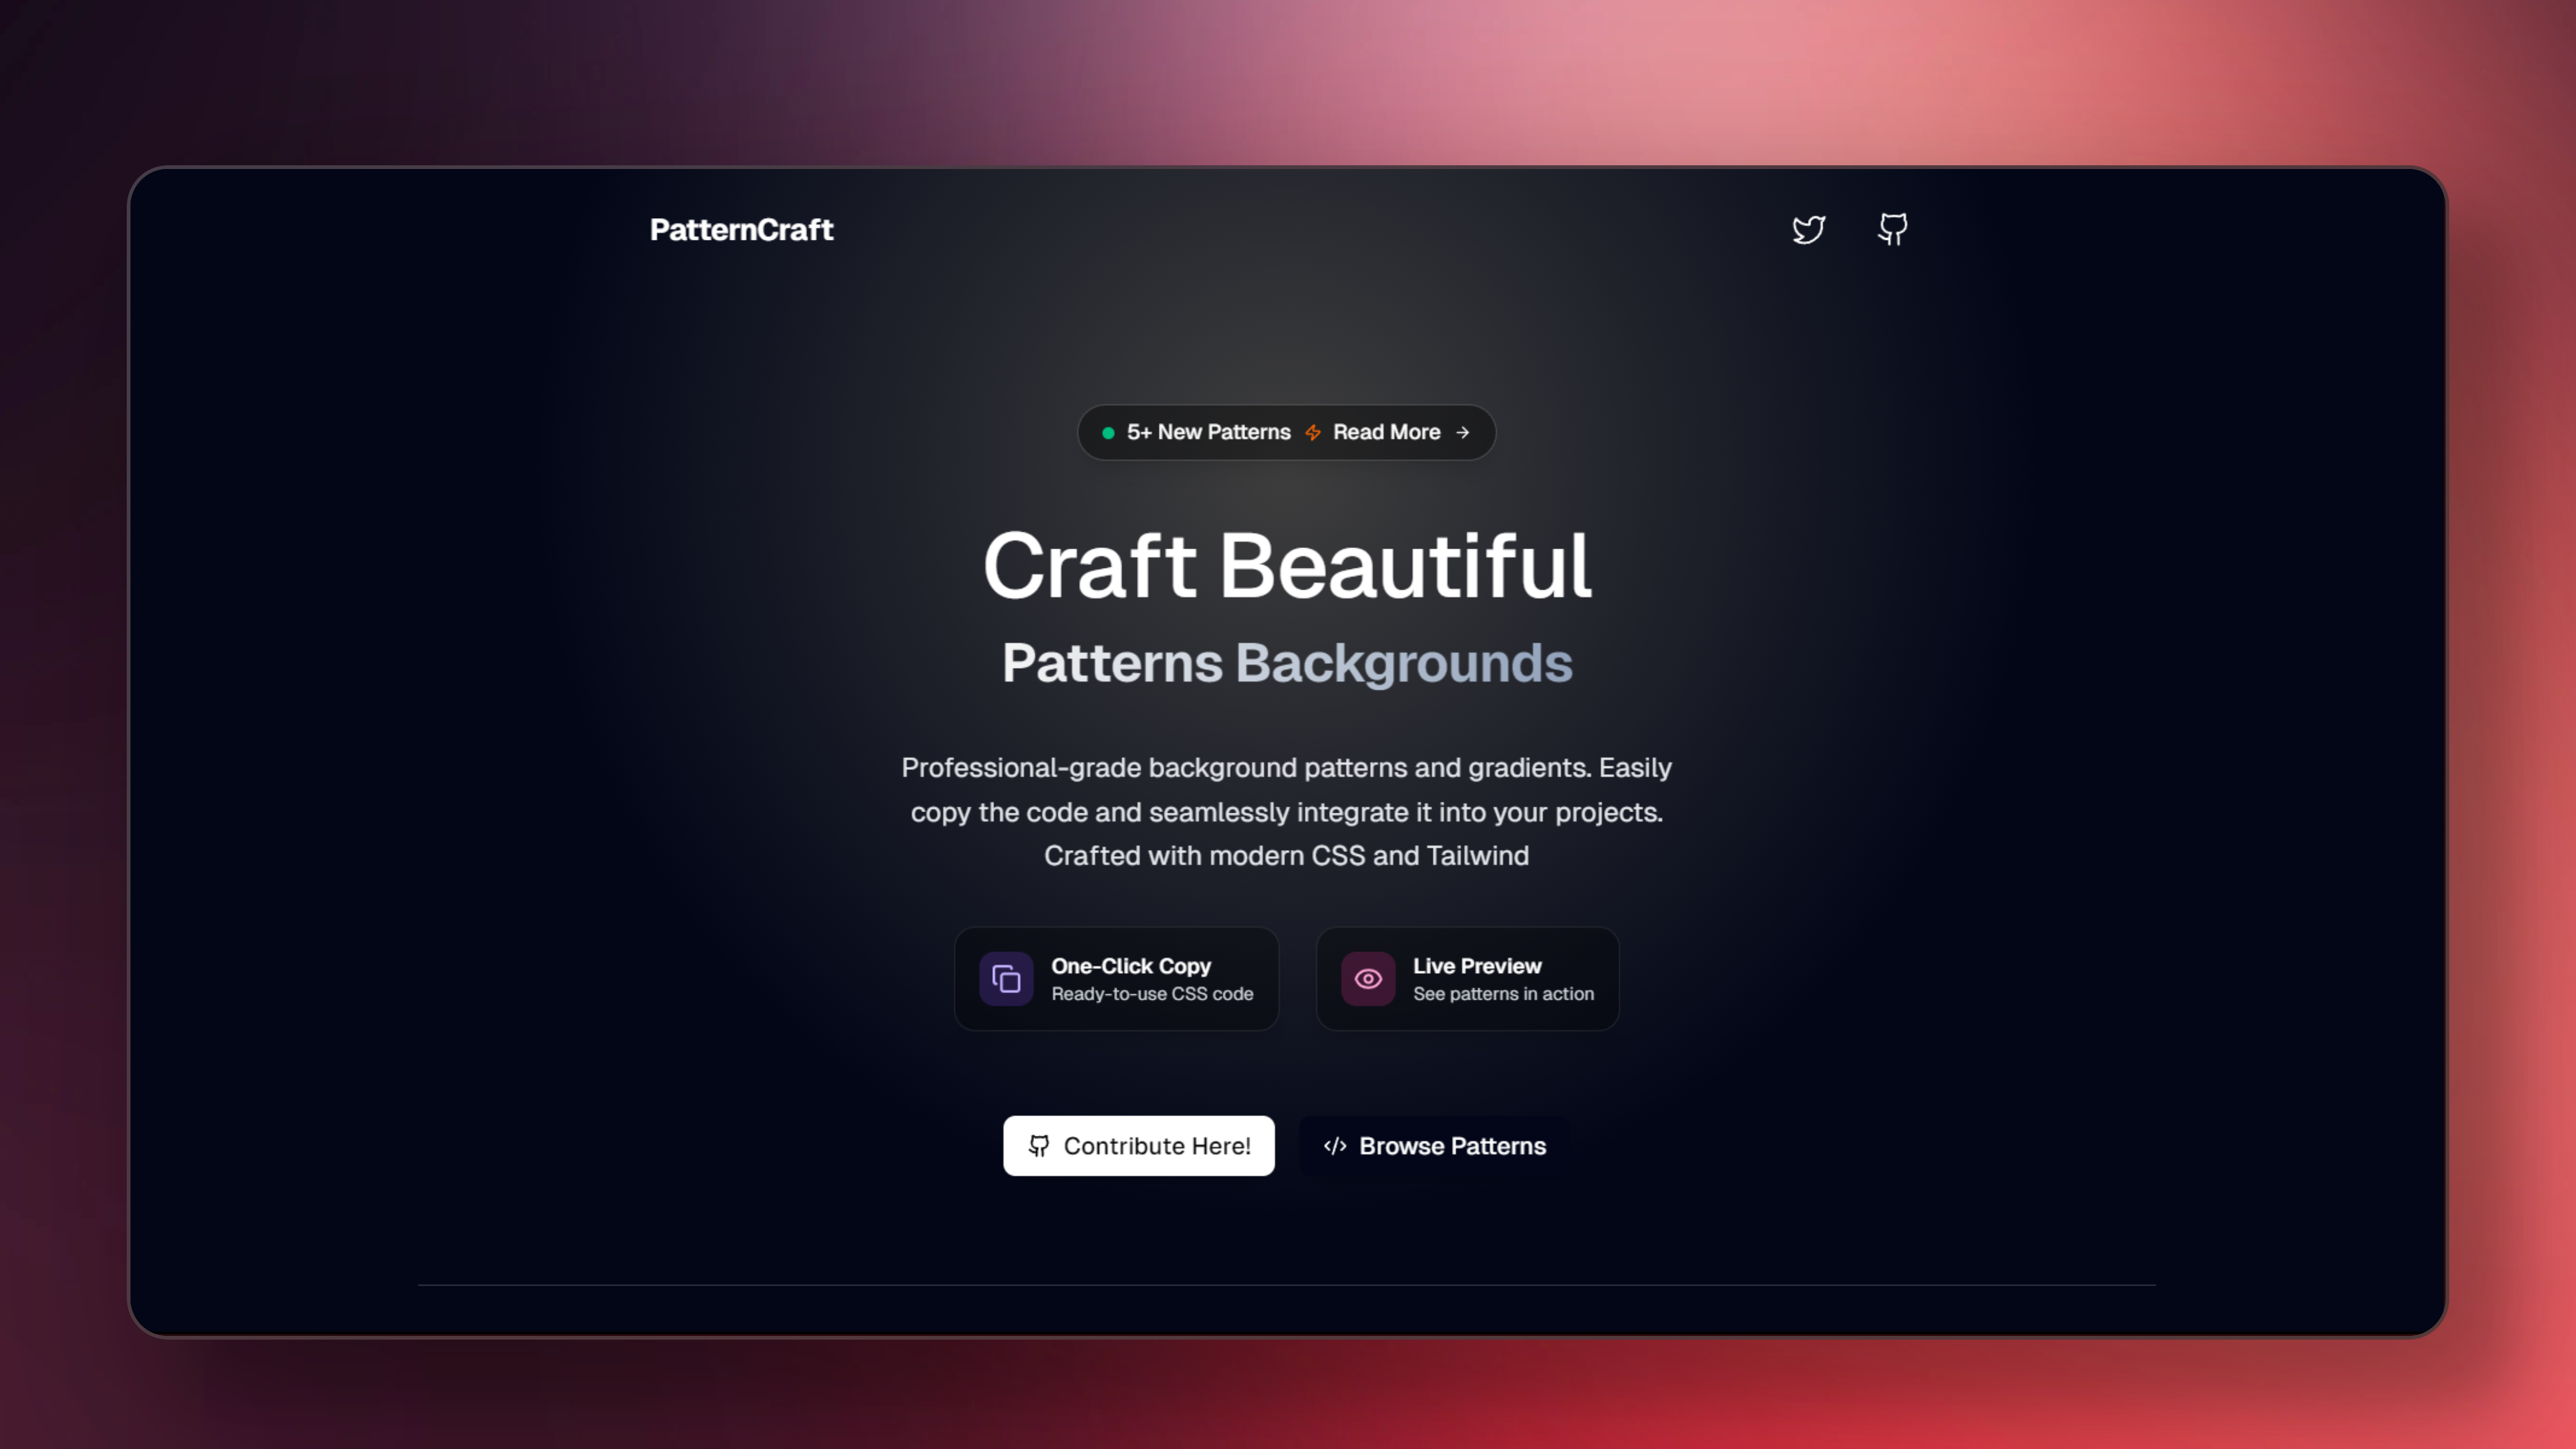 PatternCraft
5+ New Patterns Read More →
Craft Beautiful
Patterns Backgrounds
Professional-grade background patterns and gradients. Easily
copy the code and seamlessly integrate it into your projects.
Crafted with modern CSS and Tailwind
One-Click Copy
Ready-to-use CSS code
Live Preview
See patterns in action
Contribute Here!
Browse Patterns